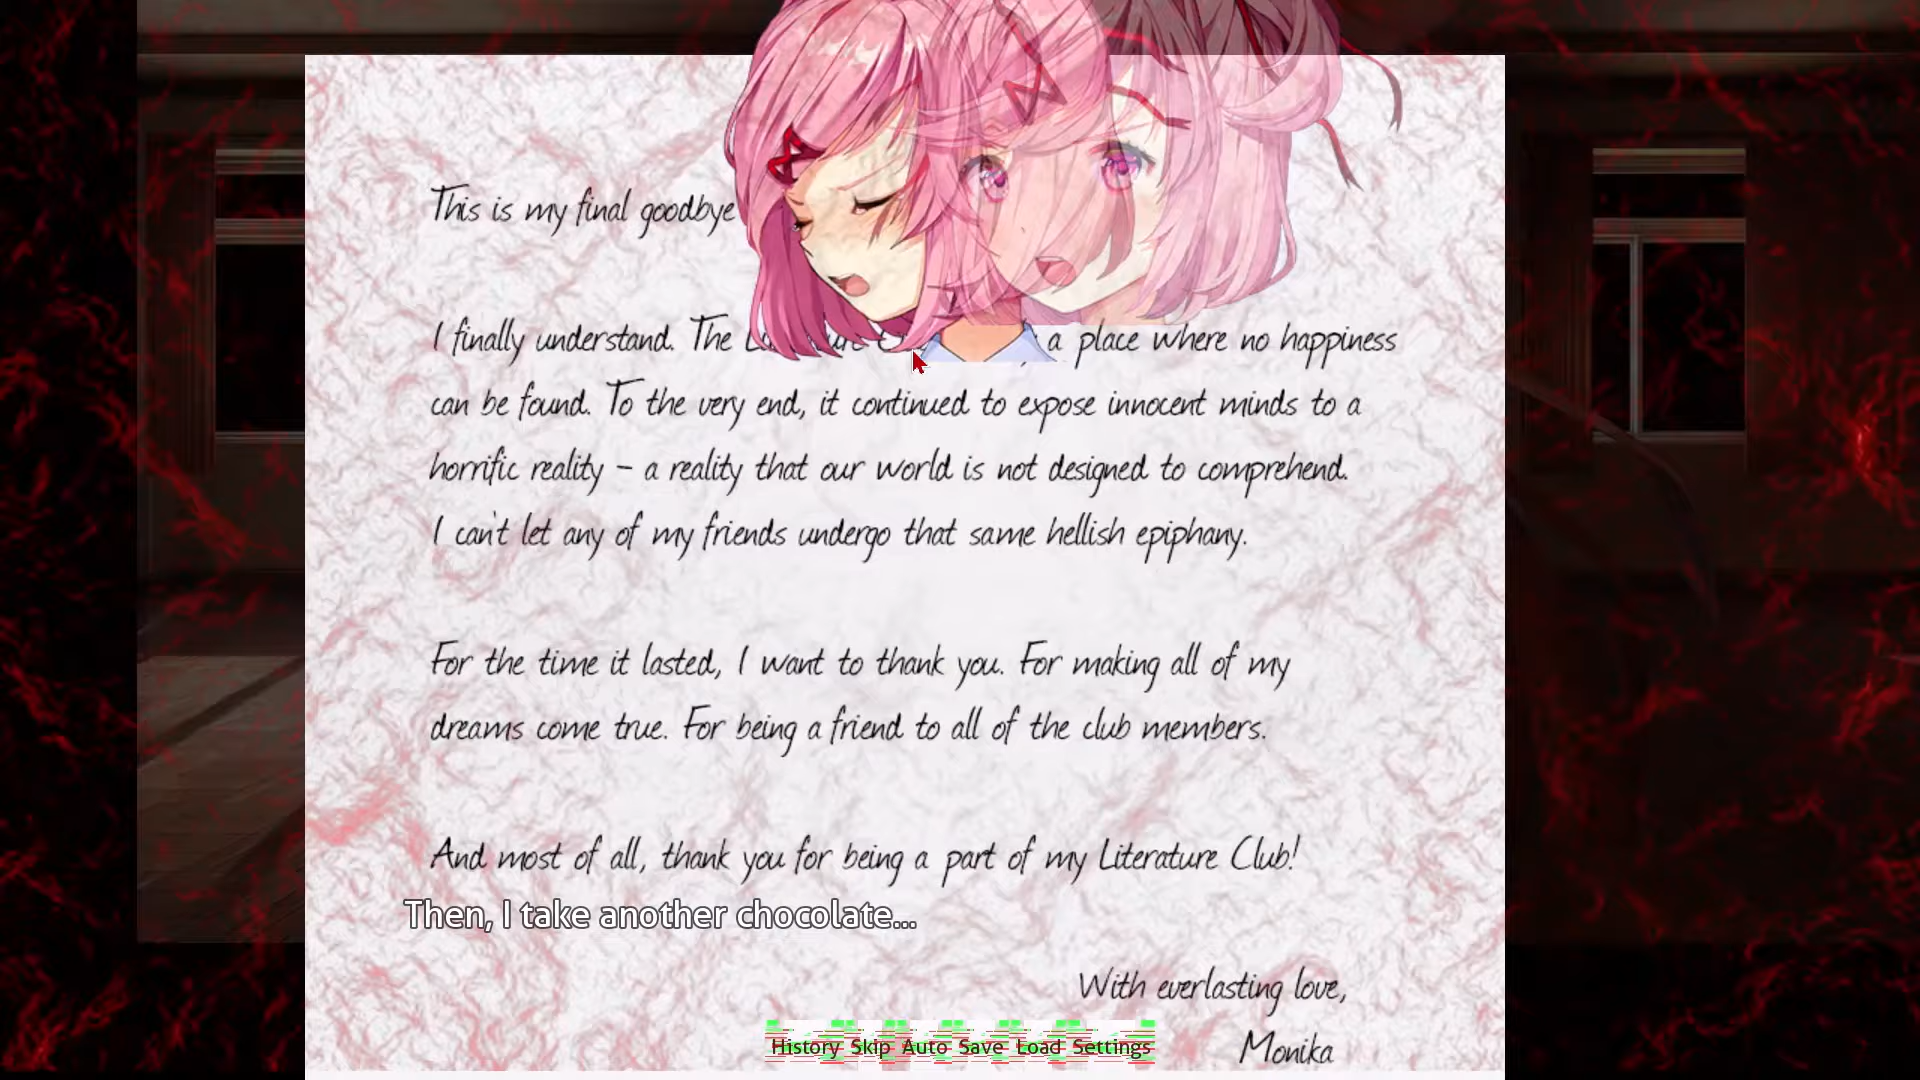 This is my final goodbye
I finally understand. The a place where no happiness
can be found. To the very end, it continued to expose innocent minds to a
horrific reality – a reality that our world is not designed to comprehend.
I can't let any of my friends undergo that same hellish epiphany.
For the time it lasted, I want to thank you. For making all of my
dreams come true. For being a friend to all of the club members.
And most of all, thank you for being a part of my Literature Club!
Then, I take another chocolate...
With everlasting love,
Monika
History Skip Auto Save Load Settings